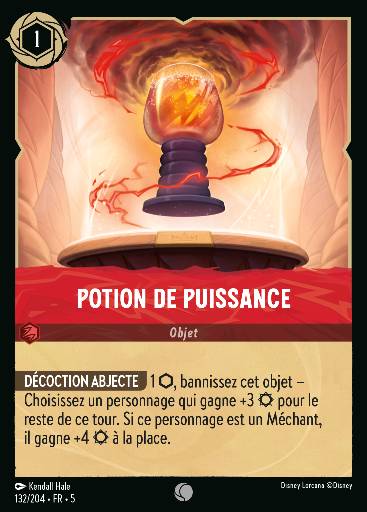 1
POTION DE PUISSANCE
Objet
DÉCOCTION ABJECTE 1 ⬡, bannissez cet objet –
Choisissez un personnage qui gagne +3 ¤ pour le
reste de ce tour. Si ce personnage est un Méchant,
il gagne +4 ¤ à la place.
Kendall Hale
Disney Lorcana ©Disney
132/204 • FR • 5